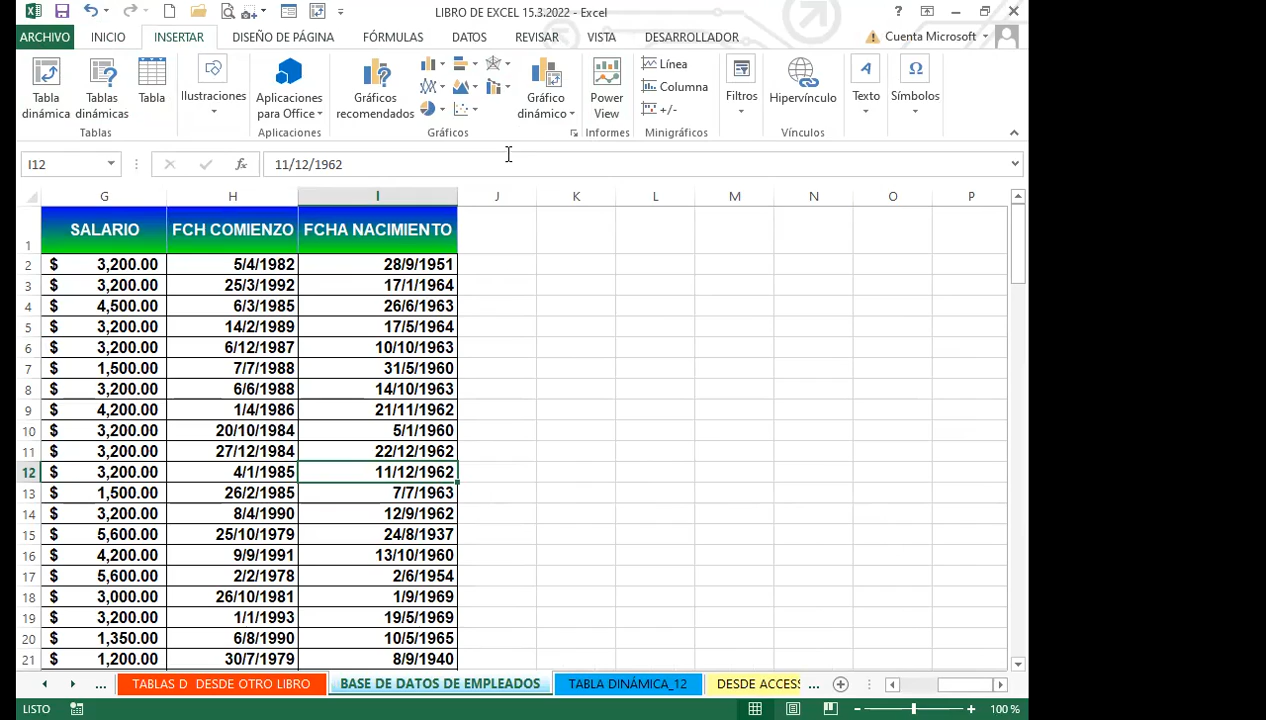 LIBRO DE EXCEL 15.3.2022 - Excel
ARCHIVO INICIO INSERTAR DISEÑO DE PÁGINA FÓRMULAS DATOS REVISAR VISTA DESARROLLADOR Cuenta Microsoft
Tabla dinámica
Tablas dinámicas
Tabla
Ilustraciones
Aplicaciones para Office
Gráficos recomendados
Gráfico dinámico
Power View
Línea
Columna
+/-
Filtros
Hipervínculo
Texto
Símbolos
Tablas Aplicaciones Gráficos Informes Minigráficos Vínculos
I12 fx 11/12/1962
G H I J K L M N O P
1 SALARIO FCH COMIENZO FCHA NACIMIENTO
2 $ 3,200.00 5/4/1982 28/9/1951
3 $ 3,200.00 25/3/1992 17/1/1964
4 $ 4,500.00 6/3/1985 26/6/1963
5 $ 3,200.00 14/2/1989 17/5/1964
6 $ 3,200.00 6/12/1987 10/10/1963
7 $ 1,500.00 7/7/1988 31/5/1960
8 $ 3,200.00 6/6/1988 14/10/1963
9 $ 4,200.00 1/4/1986 21/11/1962
10 $ 3,200.00 20/10/1984 5/1/1960
11 $ 3,200.00 27/12/1984 22/12/1962
12 $ 3,200.00 4/1/1985 11/12/1962
13 $ 1,500.00 26/2/1985 7/7/1963
14 $ 3,200.00 8/4/1990 12/9/1962
15 $ 5,600.00 25/10/1979 24/8/1937
16 $ 4,200.00 9/9/1991 13/10/1960
17 $ 5,600.00 2/2/1978 2/6/1954
18 $ 3,000.00 26/10/1981 1/9/1969
19 $ 3,200.00 1/1/1993 19/5/1969
20 $ 1,350.00 6/8/1990 10/5/1965
21 $ 1,200.00 30/7/1979 8/9/1940
... TABLAS D DESDE OTRO LIBRO BASE DE DATOS DE EMPLEADOS TABLA DINÁMICA_12 DESDE ACCESS ...
LISTO 100 %